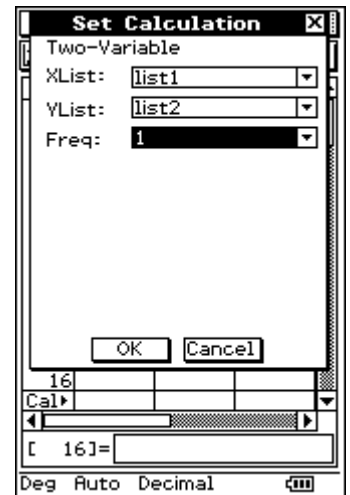 Set Calculation
Two-Variable
XList: list1
YList: list2
Freq: 1
OK Cancel
16
Cal
[ 16]=
Deg Auto Decimal